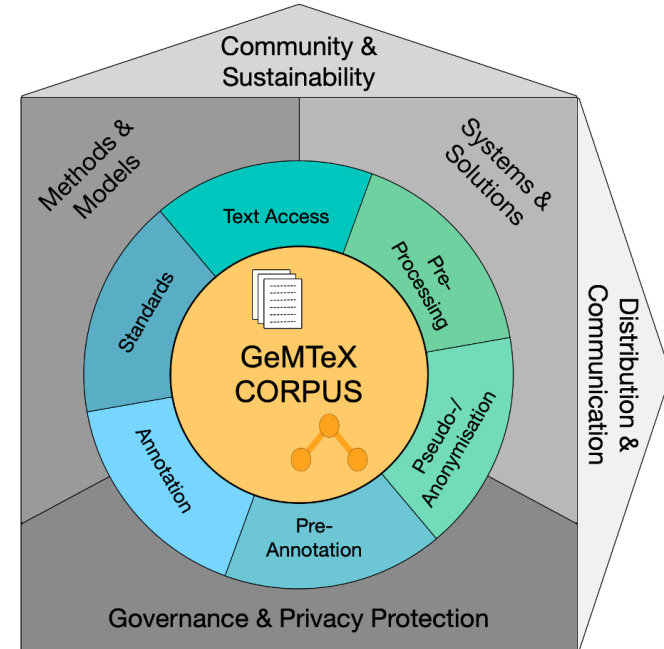 Community &
Sustainability
Methods &
Models
Systems &
Solutions
Text Access
Pre-
Processing
Standards
GeMTeX
CORPUS
Distribution &
Communication
Pseudo-/
Anonymisation
Annotation
Pre-
Annotation
Governance & Privacy Protection